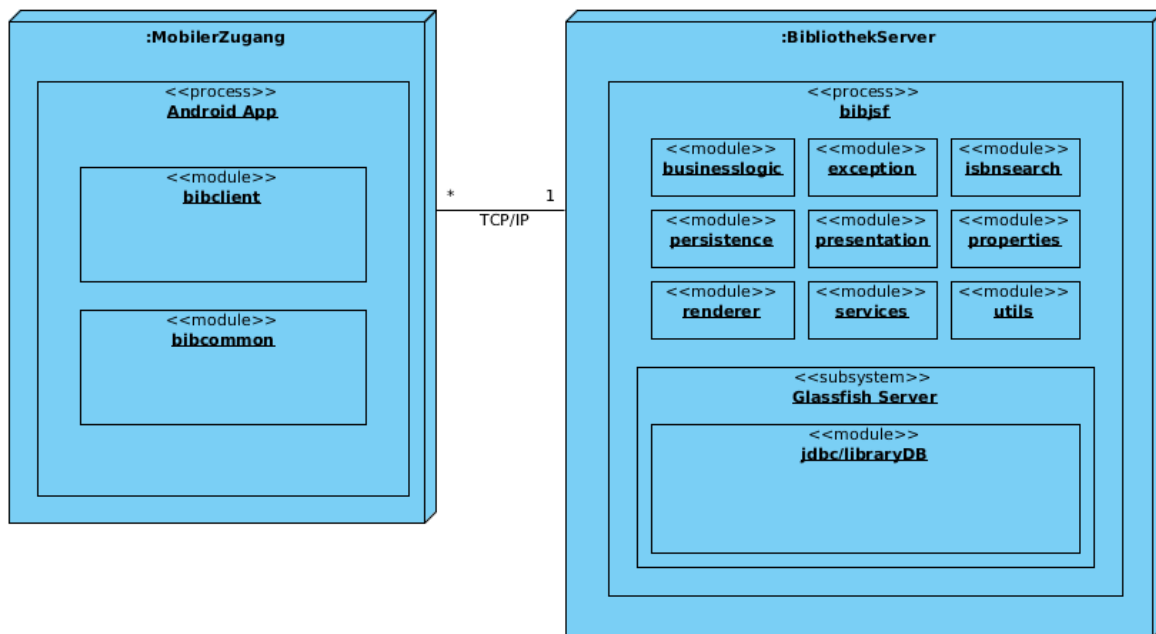 :MobilerZugang
<<process>>
Android App
<<module>>
bibclient
<<module>>
bibcommon
* 1
TCP/IP
:BibliothekServer
<<process>>
bibjsf
<<module>> <<module>> <<module>>
businesslogic exception isbnsearch
<<module>> <<module>> <<module>>
persistence presentation properties
<<module>> <<module>> <<module>>
renderer services utils
<<subsystem>>
Glassfish Server
<<module>>
jdbc/libraryDB